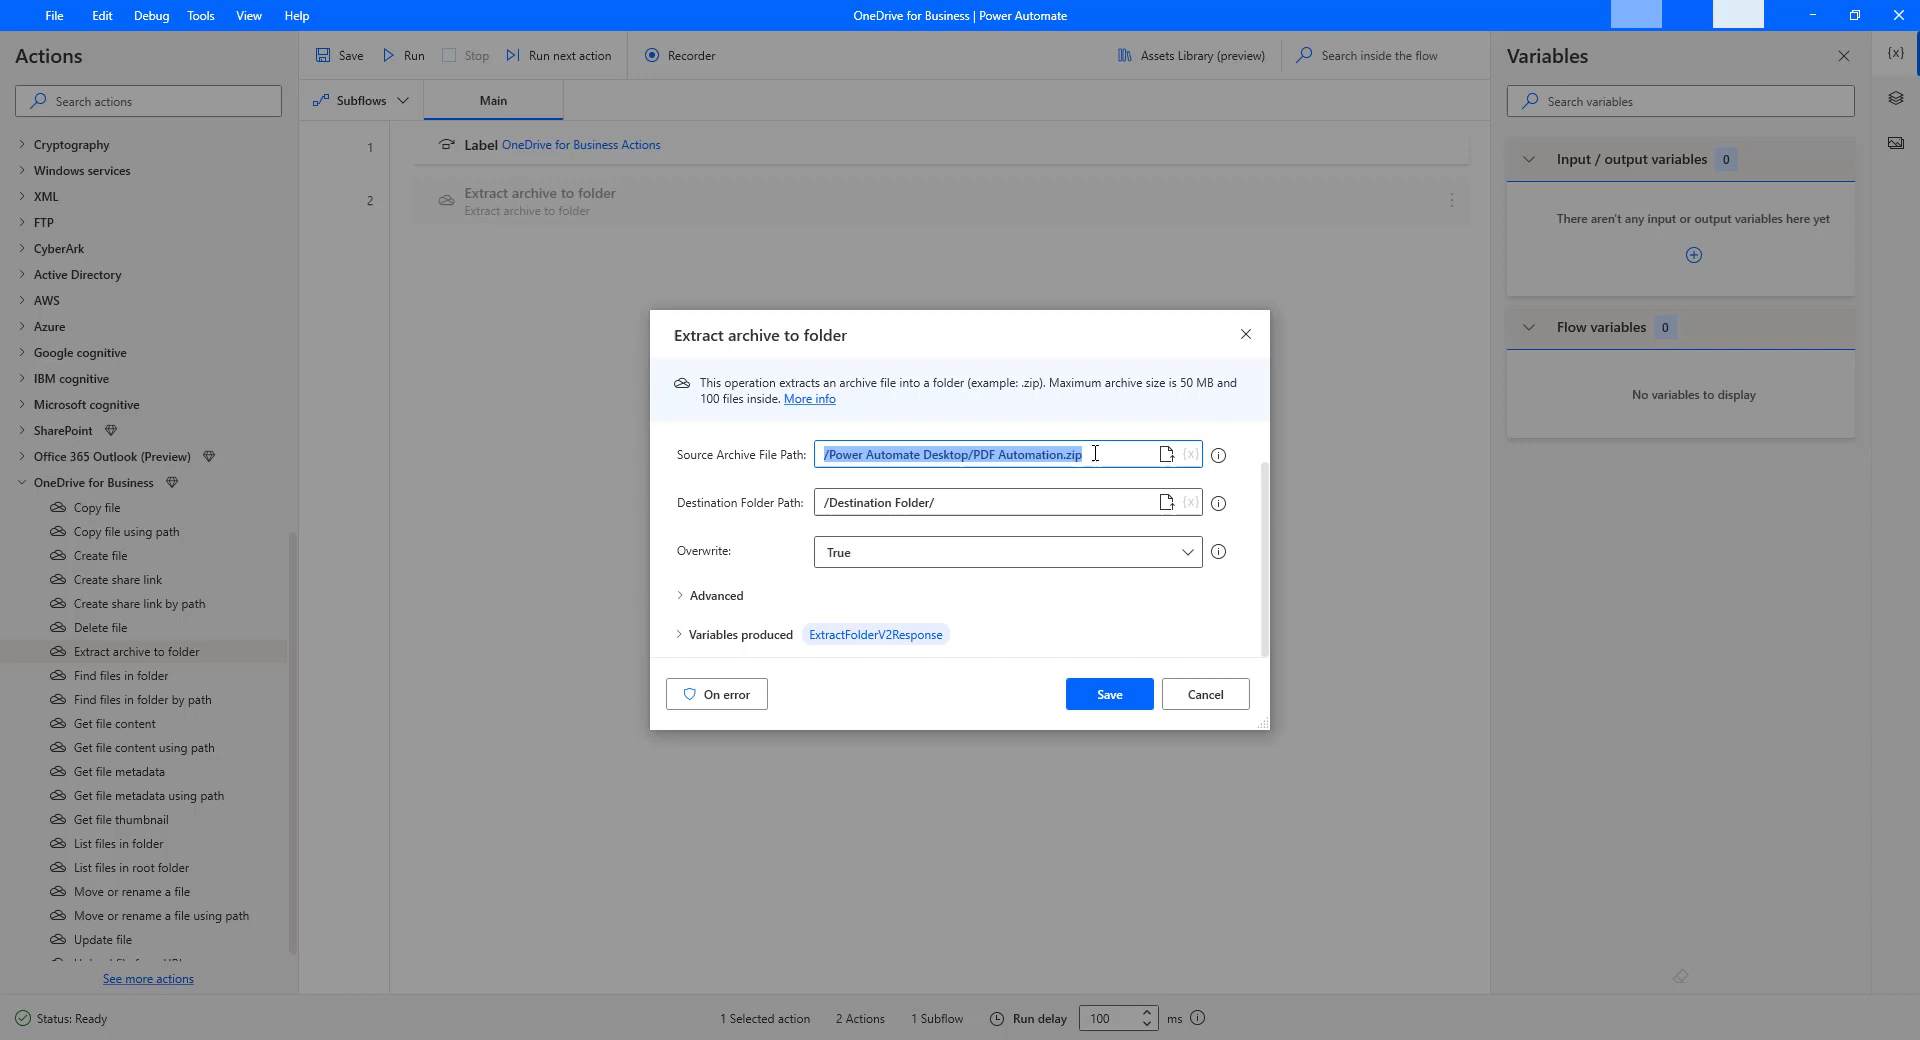 File Edit Debug Tools View Help
OneDrive for Business | Power Automate
Actions
Search actions
Cryptography
Windows services
XML
FTP
CyberArk
Active Directory
AWS
Azure
Google cognitive
IBM cognitive
Microsoft cognitive
SharePoint
Office 365 Outlook (Preview)
OneDrive for Business
Copy file
Copy file using path
Create file
Create share link
Create share link by path
Delete file
Extract archive to folder
Find files in folder
Find files in folder by path
Get file content
Get file content using path
Get file metadata
Get file metadata using path
Get file thumbnail
List files in folder
List files in root folder
Move or rename a file
Move or rename a file using path
Update file
See more actions
Save Run Stop Run next action Recorder
Assets Library (preview) Search inside the flow
Subflows Main
1 Label OneDrive for Business Actions
2 Extract archive to folder
Extract archive to folder
Extract archive to folder
This operation extracts an archive file into a folder (example: .zip). Maximum archive size is 50 MB and
100 files inside. More info
Source Archive File Path: /Power Automate Desktop/PDF Automation.zip {x}
Destination Folder Path: /Destination Folder/ {x}
Overwrite: True
Advanced
Variables produced ExtractFolderV2Response
On error Save Cancel
Variables
{x}
Search variables
Input / output variables 0
There aren't any input or output variables here yet
Flow variables 0
No variables to display
Status: Ready 1 Selected action 2 Actions 1 Subflow Run delay 100 ms